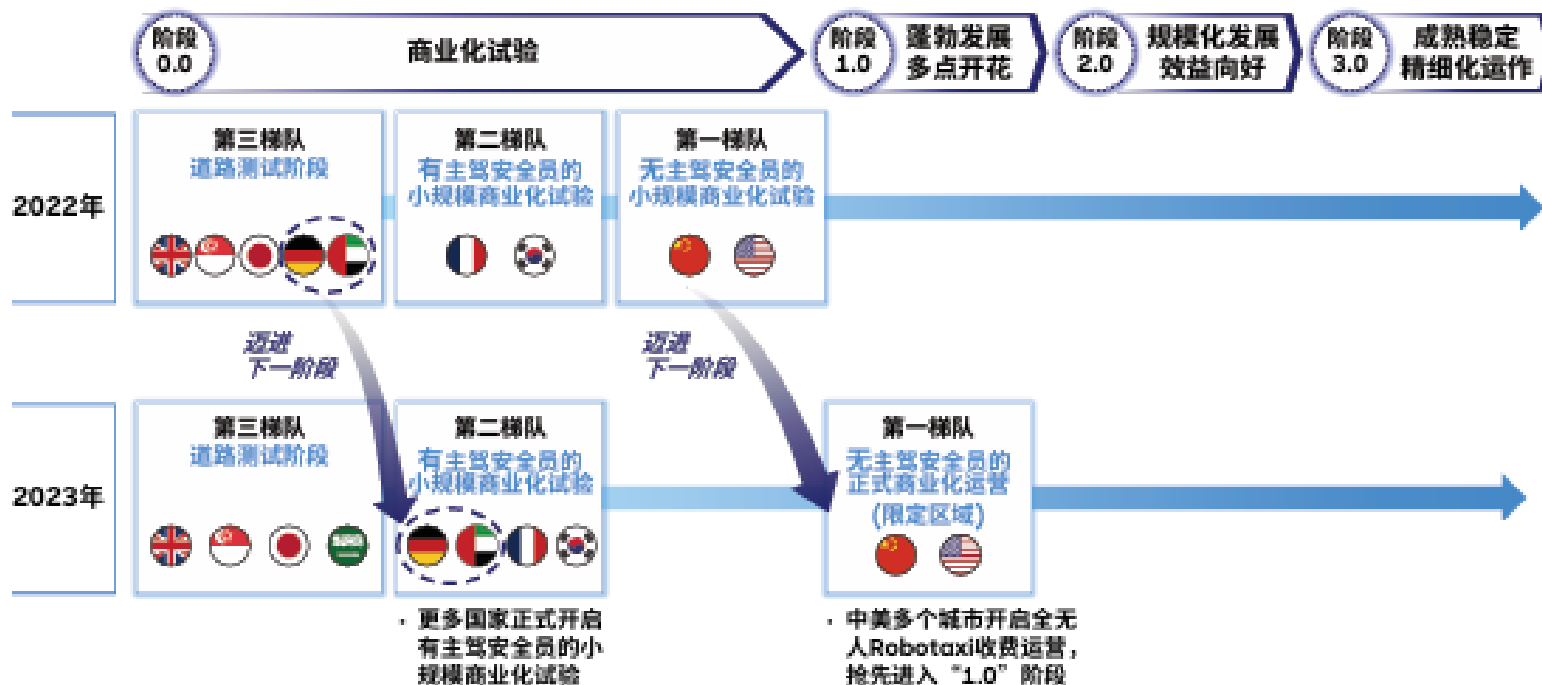 阶段
0.0
商业化试验
阶段
1.0
蓬勃发展
多点开花
阶段
2.0
规模化发展
效益向好
阶段
3.0
成熟稳定
精细化运作
2022年
第三梯队
道路测试阶段
第二梯队
有主驾安全员的
小规模商业化试验
第一梯队
无主驾安全员的
小规模商业化试验
迈进
下一阶段
迈进
下一阶段
2023年
第三梯队
道路测试阶段
第二梯队
有主驾安全员的
小规模商业化试验
第一梯队
无主驾安全员的
正式商业化运营
(限定区域)
· 更多国家正式开启
有主驾安全员的小
规模商业化试验
· 中美多个城市开启全无
人Robotaxi收费运营，
抢先进入“1.0”阶段